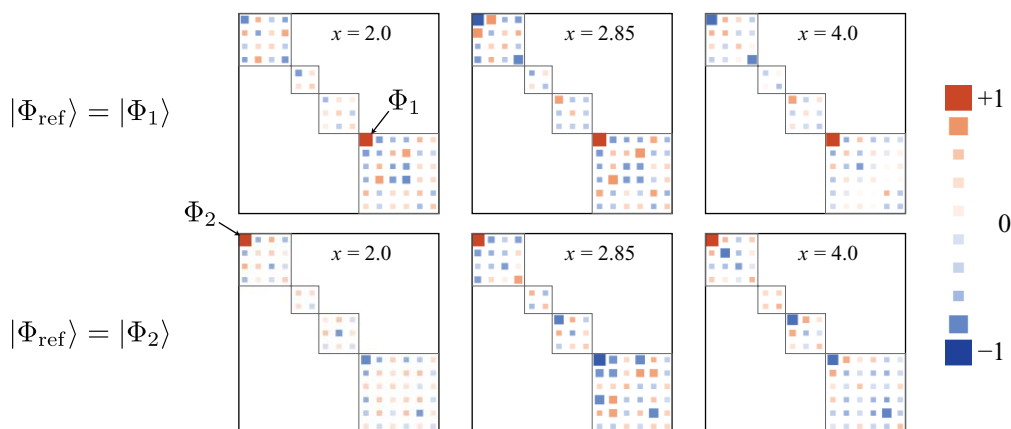 x = 2.0
x = 2.85
x = 4.0
|Φref⟩ = |Φ1⟩
Φ1
+1
0
−1
Φ2
x = 2.0
x = 2.85
x = 4.0
|Φref⟩ = |Φ2⟩